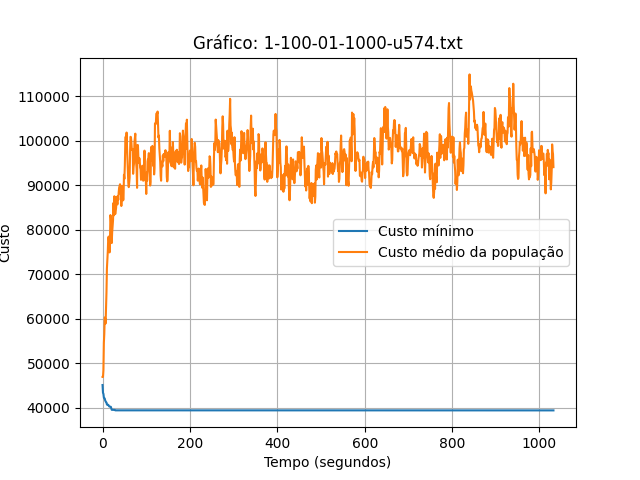 Gráfico: 1-100-01-1000-u574.txt
110000
100000
90000
80000
70000
60000
50000
40000
Custo
Custo mínimo
Custo médio da população
0
200
400
600
800
1000
Tempo (segundos)